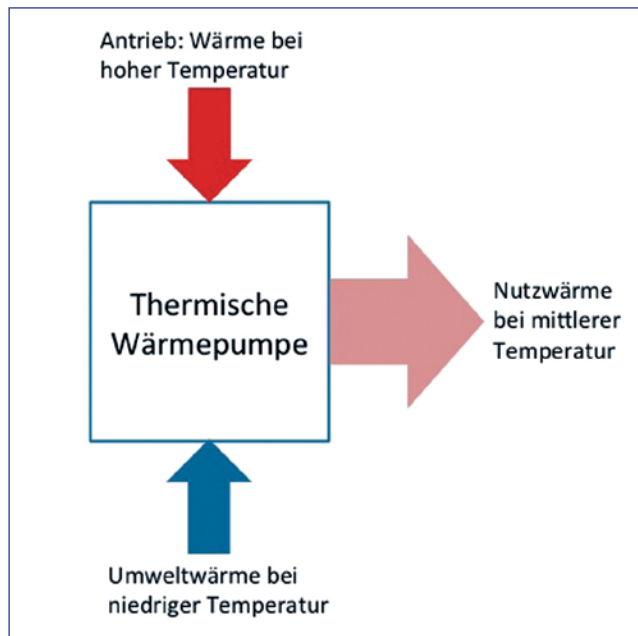 Antrieb: Wärme bei
hoher Temperatur
Thermische
Wärmepumpe
Nutzwärme
bei mittlerer
Temperatur
Umweltwärme bei
niedriger Temperatur